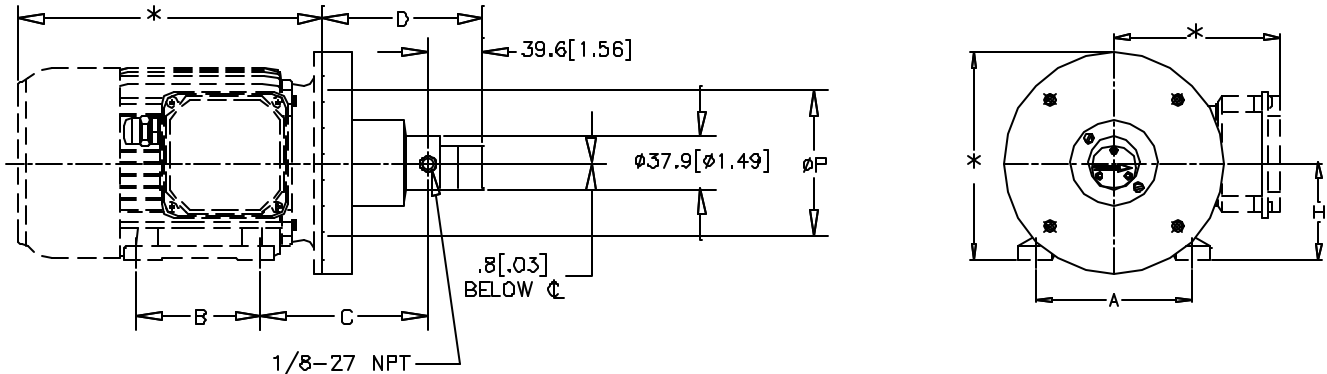 *
D
39.6[1.56]
*
ø37.9[ø1.49]
øP
*
H
.8[.03]
BELOW ℄
B
C
A
1/8-27 NPT